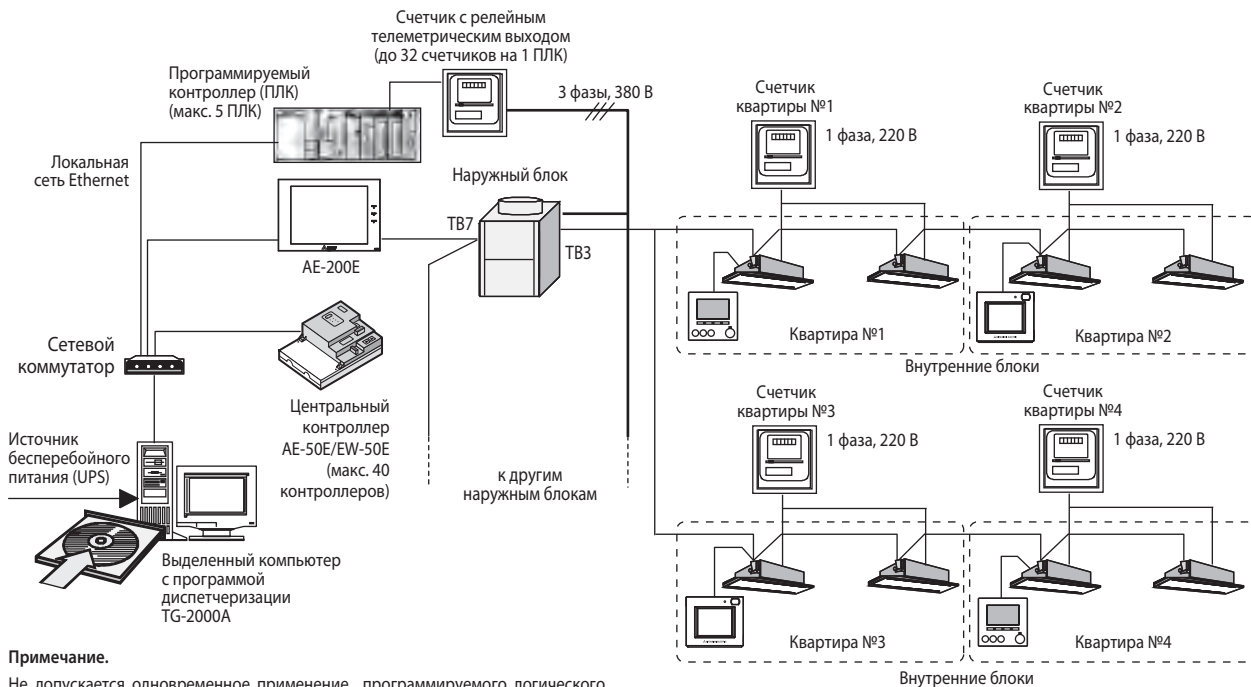 Счетчик с релейным
телеметрическим выходом
(до 32 счетчиков на 1 ПЛК)
Программируемый
контроллер (ПЛК)
(макс. 5 ПЛК)
3 фазы, 380 В
Счетчик
квартиры №1
1 фаза, 220 В
Счетчик
квартиры №2
1 фаза, 220 В
Локальная
сеть Ethernet
Наружный блок
TB7
TB3
AE-200E
Квартира №1
Квартира №2
Внутренние блоки
Сетевой
коммутатор
Центральный
контроллер
AE-50E/EW-50E
(макс. 40
контроллеров)
к другим
наружным блокам
Счетчик
квартиры №3
1 фаза, 220 В
Счетчик
квартиры №4
1 фаза, 220 В
Источник
бесперебойного
питания (UPS)
Выделенный компьютер
с программой
диспетчеризации
TG-2000A
Квартира №3
Квартира №4
Внутренние блоки
Примечание.
Не допускается одновременное применение программируемого логического